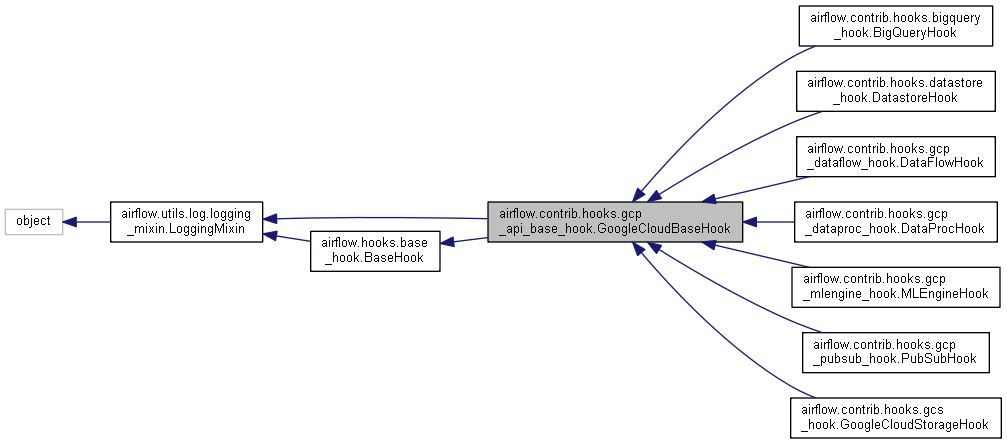 object
airflow.utils.log.logging
_mixin.LoggingMixin
airflow.hooks.base
_hook.BaseHook
airflow.contrib.hooks.gcp
_api_base_hook.GoogleCloudBaseHook
airflow.contrib.hooks.bigquery
_hook.BigQueryHook
airflow.contrib.hooks.datastore
_hook.DatastoreHook
airflow.contrib.hooks.gcp
_dataflow_hook.DataFlowHook
airflow.contrib.hooks.gcp
_dataproc_hook.DataProcHook
airflow.contrib.hooks.gcp
_mlengine_hook.MLEngineHook
airflow.contrib.hooks.gcp
_pubsub_hook.PubSubHook
airflow.contrib.hooks.gcs
_hook.GoogleCloudStorageHook